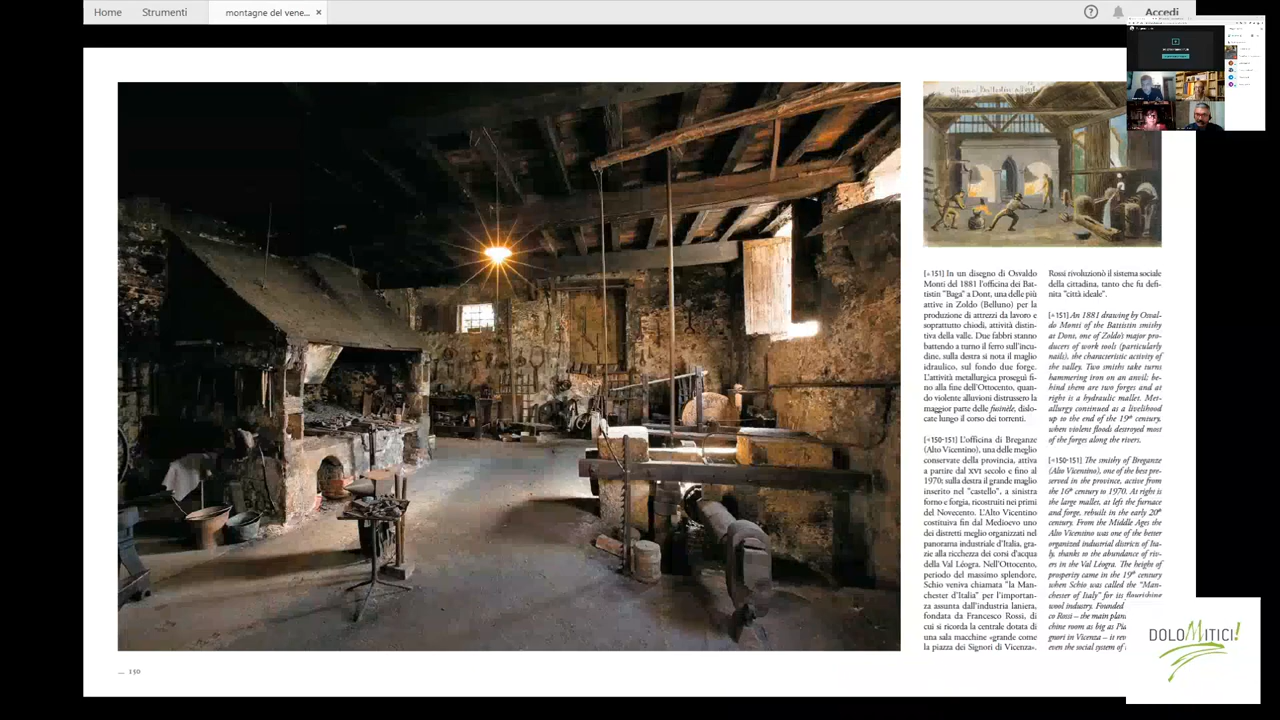 Home
Strumenti
montagne del vene...
Accedi
Battistin
[+151] In un disegno di Osvaldo
Monti del 1881 l'officina dei Bat-
tistin "Baga" a Dont, una delle più
attive in Zoldo (Belluno) per la
produzione di attrezzi da lavoro e
soprattutto chiodi, attività distin-
tiva della valle. Due fabbri stanno
battendo a turno il ferro sull'incu-
dine, sulla destra si nota il maglio
idraulico, sul fondo due forge.
L'attività metallurgica proseguì fi-
no alla fine dell'Ottocento, quan-
do violente alluvioni distrussero la
maggior parte delle fusinèle, dislo-
cate lungo il corso dei torrenti.
[+150-151] L'officina di Breganze
(Alto Vicentino), una delle meglio
conservate della provincia, attiva
a partire dal XVI secolo e fino al
1970; sulla destra il grande maglio
inserito nel "castello", a sinistra
forno e forgia, ricostruiti nei primi
del Novecento. L'Alto Vicentino
costituiva fin dal Medioevo uno
dei distretti meglio organizzati nel
panorama industriale d'Italia, gra-
zie alla ricchezza dei corsi d'acqua
della Val Léogra. Nell'Ottocento,
periodo del massimo splendore,
Schio veniva chiamata "la Man-
chester d'Italia" per l'importan-
za assunta dall'industria laniera,
fondata da Francesco Rossi, di
cui si ricorda la centrale dotata di
una sala macchine «grande come
la piazza dei Signori di Vicenza».
Rossi rivoluzionò il sistema sociale
della cittadina, tanto che fu defi-
nita "città ideale".
[+151] An 1881 drawing by Osval-
do Monti of the Battistin smithy
at Dont, one of Zoldo's major pro-
ducers of work tools (particularly
nails), the characteristic activity of
the valley. Two smiths take turns
hammering iron on an anvil; be-
hind them are two forges and at
right is a hydraulic mallet. Met-
allurgy continued as a livelihood
up to the end of the 19th century,
when violent floods destroyed most
of the forges along the rivers.
[+150-151] The smithy of Breganze
(Alto Vicentino), one of the best pre-
served in the province, active from
the 16th century to 1970. At right is
the large malles, at left the furnace
and forge, rebuilt in the early 20th
century. From the Middle Ages the
Alto Vicentino was one of the better
organized industrial districts of Ita-
ly, thanks to the abundance of riv-
ers in the Val Léogra. The height of
prosperity came in the 19th century
when Schio was called the "Man-
chester of Italy" for its flourishing
wool industry. Founded
co Rossi – the main plan
chine room as big as Pia
gnori in Vicenza – is rev
even the social system of
150
DOLOMITICI!